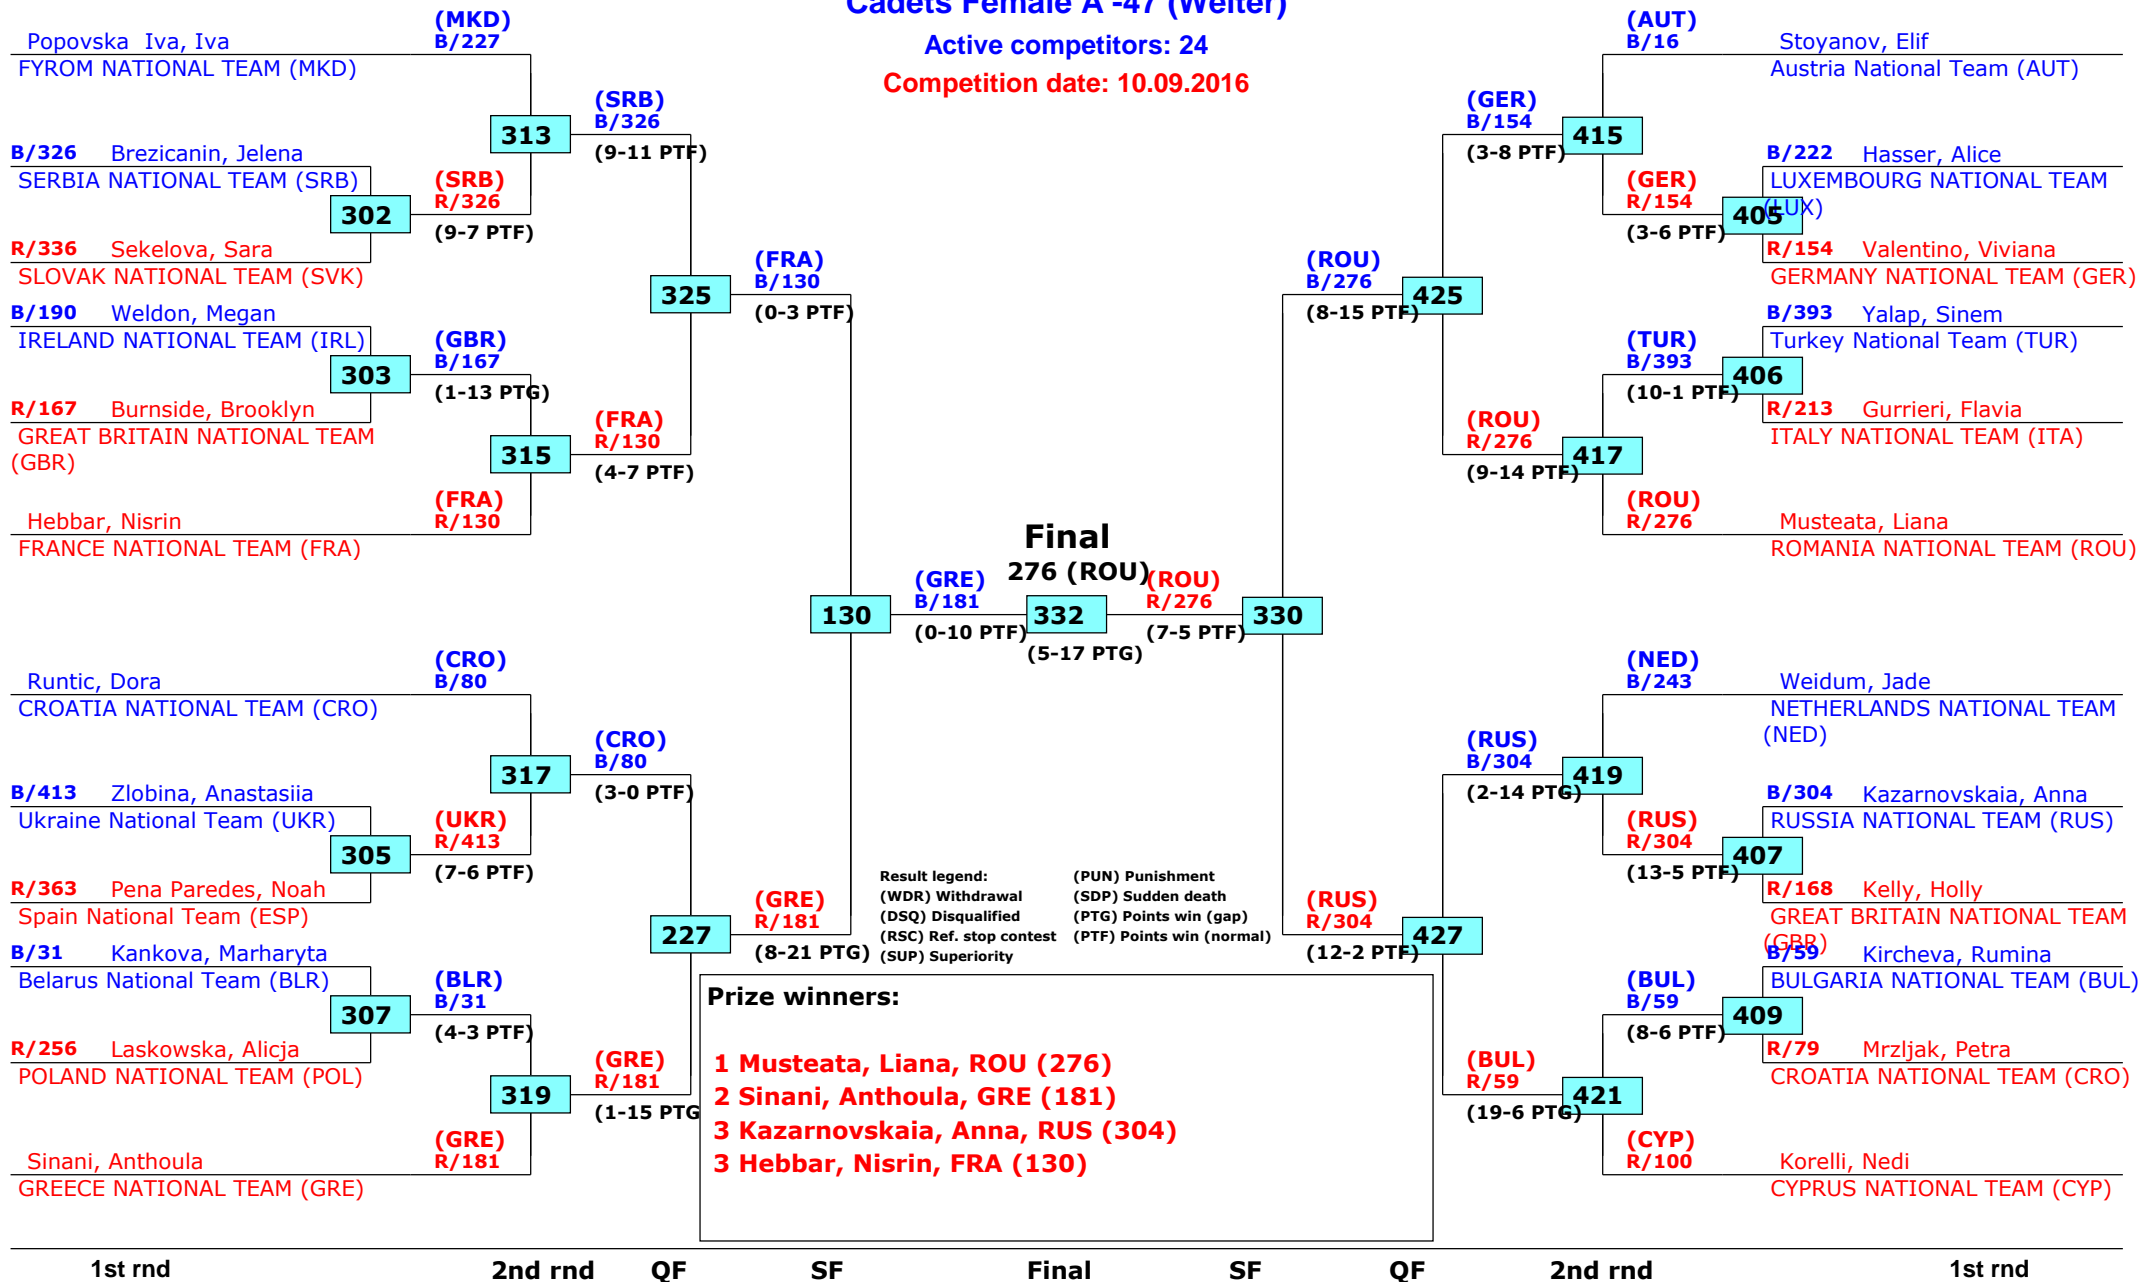 Cadets Female A -47 (Welter)
Active competitors: 24
Competition date: 10.09.2016
Popovska  Iva, Iva
FYROM NATIONAL TEAM (MKD)
(MKD)
B/227
B/326 Brezicanin, Jelena
SERBIA NATIONAL TEAM (SRB)
302
R/336 Sekelova, Sara
SLOVAK NATIONAL TEAM (SVK)
(SRB)
R/326
(9-7 PTF)
313
(SRB)
B/326
(9-11 PTF)
B/190 Weldon, Megan
IRELAND NATIONAL TEAM (IRL)
303
R/167 Burnside, Brooklyn
GREAT BRITAIN NATIONAL TEAM
(GBR)
(GBR)
B/167
(1-13 PTG)
315
(FRA)
R/130
(4-7 PTF)
Hebbar, Nisrin
FRANCE NATIONAL TEAM (FRA)
(FRA)
R/130
325
(FRA)
B/130
(0-3 PTF)
Runtic, Dora
CROATIA NATIONAL TEAM (CRO)
(CRO)
B/80
B/413 Zlobina, Anastasiia
Ukraine National Team (UKR)
305
R/363 Pena Paredes, Noah
Spain National Team (ESP)
(UKR)
R/413
(7-6 PTF)
317
(CRO)
B/80
(3-0 PTF)
B/31 Kankova, Marharyta
Belarus National Team (BLR)
307
R/256 Laskowska, Alicja
POLAND NATIONAL TEAM (POL)
(BLR)
B/31
(4-3 PTF)
319
(GRE)
R/181
(1-15 PTG
Sinani, Anthoula
GREECE NATIONAL TEAM (GRE)
(GRE)
R/181
227
(GRE)
R/181
(8-21 PTG)
130
(GRE)
B/181
(0-10 PTF)
Final
276 (ROU)
332
(5-17 PTG)
(ROU)
R/276
(7-5 PTF)
330
(ROU)
B/276
(8-15 PTF)
425
(GER)
B/154
(3-8 PTF)
415
(AUT)
B/16
Stoyanov, Elif
Austria National Team (AUT)
(GER)
R/154
(3-6 PTF)
405
B/222 Hasser, Alice
LUXEMBOURG NATIONAL TEAM
(LUX)
R/154 Valentino, Viviana
GERMANY NATIONAL TEAM (GER)
(ROU)
R/276
(9-14 PTF)
417
(TUR)
B/393
(10-1 PTF)
406
B/393 Yalap, Sinem
Turkey National Team (TUR)
R/213 Gurrieri, Flavia
ITALY NATIONAL TEAM (ITA)
(ROU)
R/276
Musteata, Liana
ROMANIA NATIONAL TEAM (ROU)
(RUS)
R/304
(12-2 PTF)
427
(RUS)
B/304
(2-14 PTG)
419
(NED)
B/243
Weidum, Jade
NETHERLANDS NATIONAL TEAM
(NED)
(RUS)
R/304
(13-5 PTF)
407
B/304 Kazarnovskaia, Anna
RUSSIA NATIONAL TEAM (RUS)
R/168 Kelly, Holly
GREAT BRITAIN NATIONAL TEAM
(GBR)
(BUL)
R/59
(19-6 PTG)
421
(BUL)
B/59
(8-6 PTF)
409
B/59 Kircheva, Rumina
BULGARIA NATIONAL TEAM (BUL)
R/79 Mrzljak, Petra
CROATIA NATIONAL TEAM (CRO)
(CYP)
R/100
Korelli, Nedi
CYPRUS NATIONAL TEAM (CYP)
Result legend:
(WDR) Withdrawal
(DSQ) Disqualified
(RSC) Ref. stop contest
(SUP) Superiority
(PUN) Punishment
(SDP) Sudden death
(PTG) Points win (gap)
(PTF) Points win (normal)
Prize winners:
1 Musteata, Liana, ROU (276)
2 Sinani, Anthoula, GRE (181)
3 Kazarnovskaia, Anna, RUS (304)
3 Hebbar, Nisrin, FRA (130)
1st rnd 2nd rnd QF SF Final SF QF 2nd rnd 1st rnd